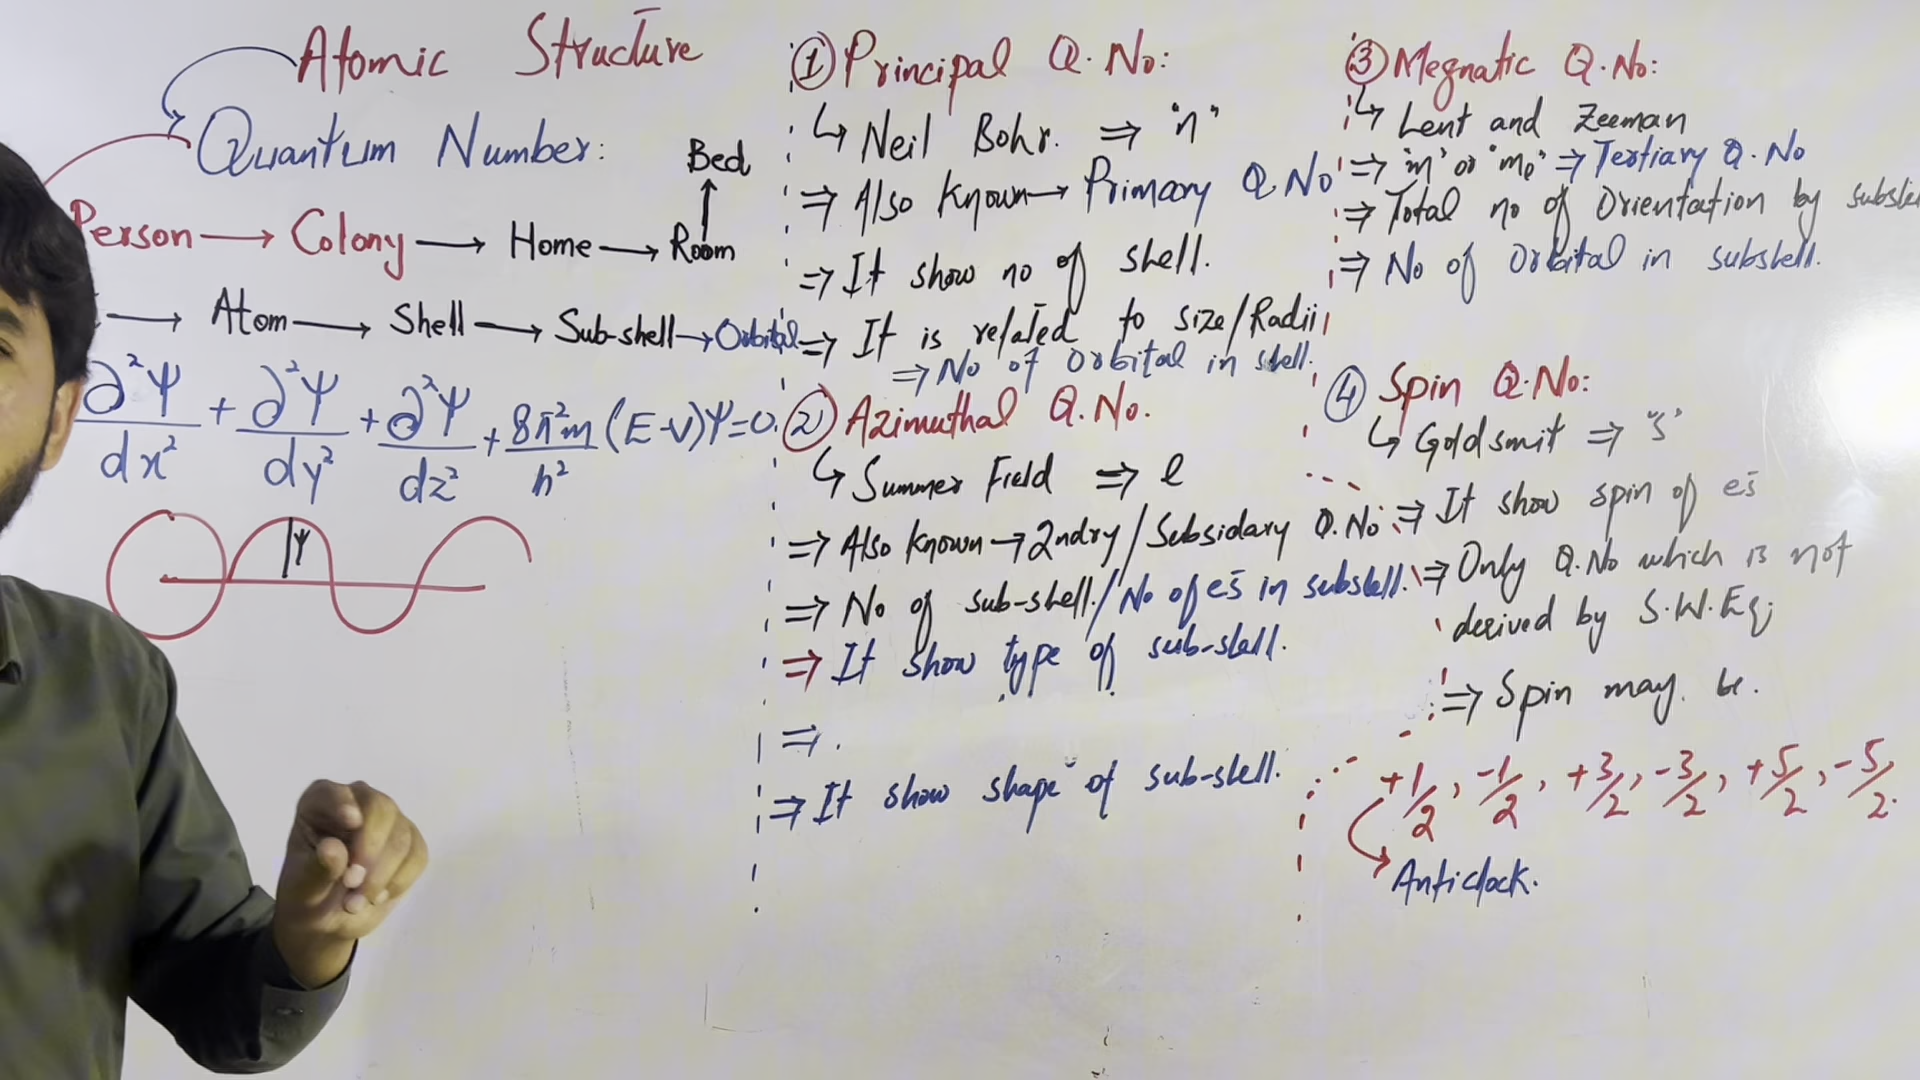 Atomic Structure
Quantum Number:
Bed
Person → Colony → Home → Room
→ Atom → Shell → Sub-shell → Orbital
∂²Ψ/dx² + ∂²Ψ/dy² + ∂²Ψ/dz² + 8π²m/h² (E-V)Ψ=0
Ψ
① Principal Q.No:
↳ Neil Bohr. ⇒ "n"
⇒ Also Known → Primary Q.No
⇒ It show no of shell.
⇒ It is related to size/Radii
⇒ No of Orbital in shell.
② Azimuthal Q.No.
↳ Summer Field ⇒ l
⇒ Also Known → 2ndry/Subsidary Q.No
⇒ No of sub-shell./No of es in subshell.
⇒ It show type of sub-shell.
⇒ .
⇒ It show shape of sub-shell.
③ Megnatic Q.No:
↳ Lent and Zeeman
⇒ "m" or "me" ⇒ Tertiary Q.No
⇒ Total no of Orientation by
⇒ No of Orbital in subshell.
④ Spin Q.No:
↳ Goldsmit ⇒ "s"
⇒ It show spin of es
⇒ Only Q.No which is not
derived by S.W.Eq;
⇒ Spin may be.
+1/2, -1/2, +3/2, -3/2, +5/2, -5/2.
Anticlock.